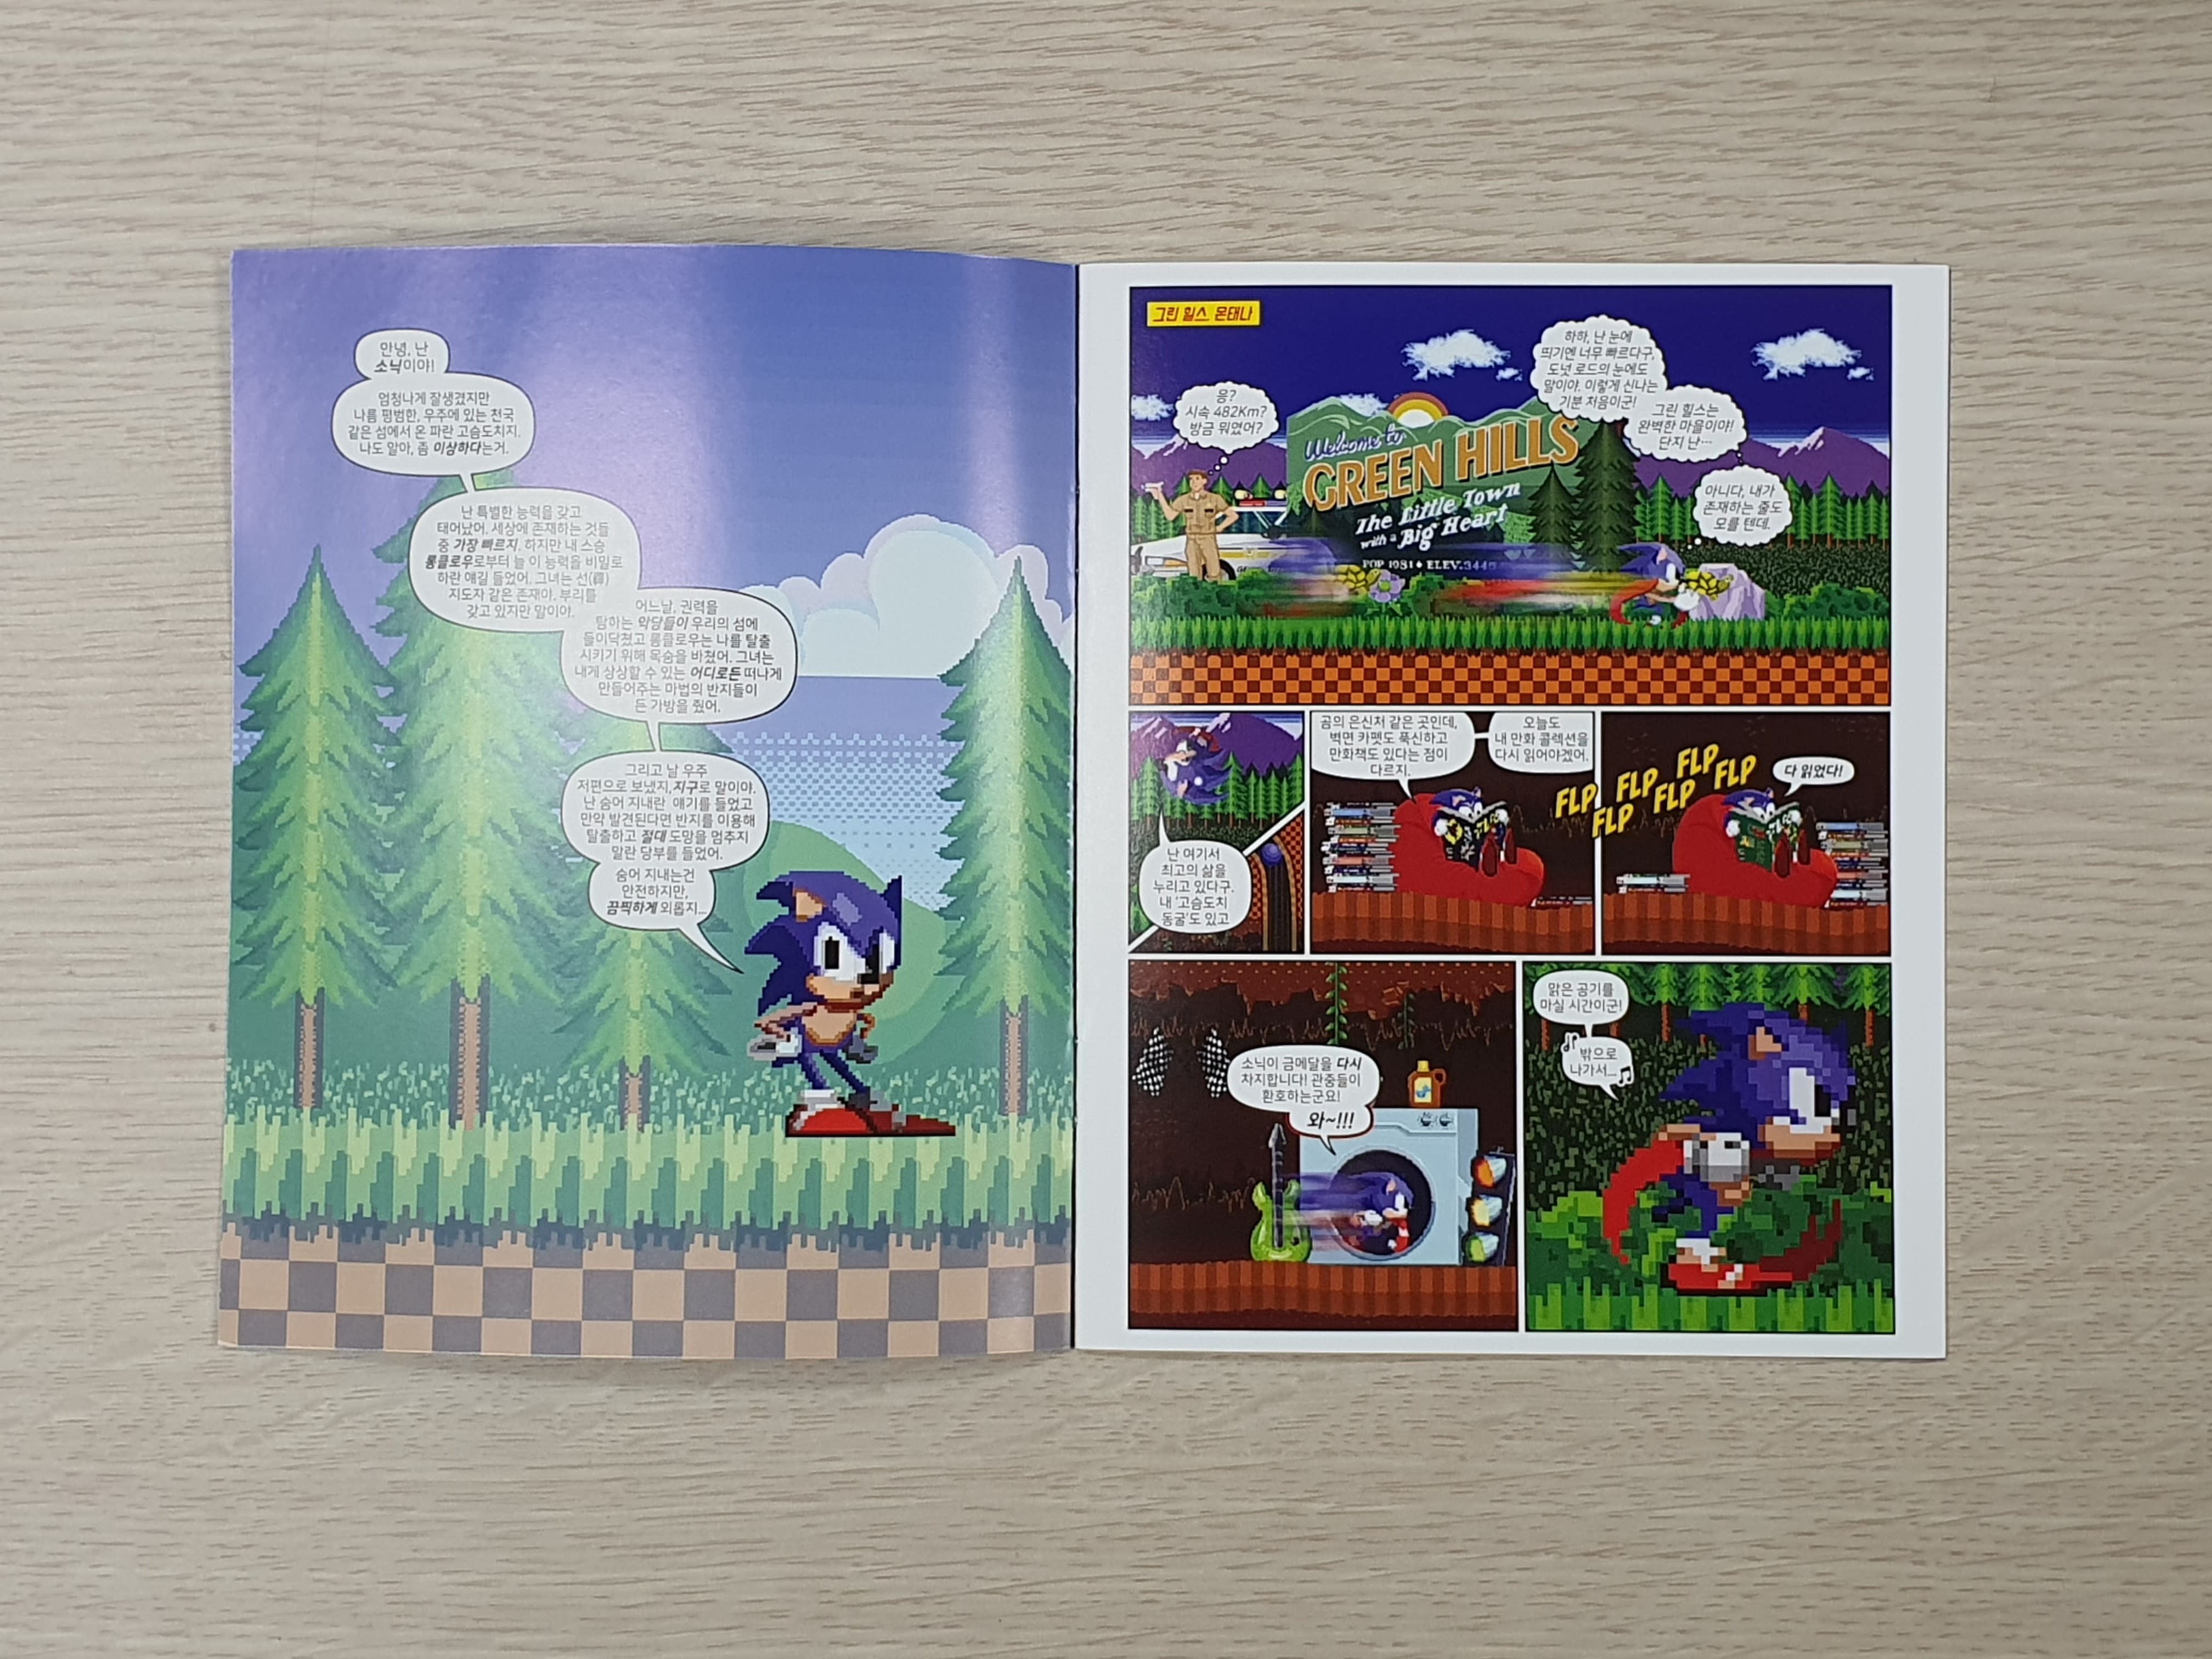 안녕, 난
소닉이야!
엄청나게 잘생겼지만
나름 평범한, 우주에 있는 천국
같은 섬에서 온 파란 고슴도치지.
나도 알아, 좀 이상하다는거.
난 특별한 능력을 갖고
태어났어, 세상에 존재하는 것들
중 가장 빠르지. 하지만 내 스승
롱클로우로부터 늘 이 능력을 비밀로
하란 얘길 들었어. 그녀는 선(禪)
지도자 같은 존재야. 부리를
갖고 있지만 말이야.
어느날, 권력을
탐하는 악당들이 우리의 섬에
들이닥쳤고 롱클로우는 나를 탈출
시키기 위해 목숨을 바쳤어. 그녀는
내게 상상할 수 있는 어디로든 떠나게
만들어주는 마법의 반지들이
든 가방을 줬어.
그리고 날 우주
저편으로 보냈지, 지구로 말이야.
난 숨어 지내란 얘기를 들었고
만약 발견된다면 반지를 이용해
탈출하고 절대 도망을 멈추지
말란 당부를 들었어.
숨어 지내는건
안전하지만,
끔찍하게 외롭지...
그린 힐스 몬태나
응?
시속 482Km?
방금 뭐였어?
Welcome to
GREEN HILLS
The Little Town
with a Big Heart
POP 1981 ♦ ELEV.3446
하하, 난 눈에
띄기엔 너무 빠르다구,
도넛 로드의 눈에도
말이야. 이렇게 신나는
기분 처음이군!
그린 힐스는
완벽한 마을이야!
단지 난…
아니다, 내가
존재하는 줄도
모를 텐데.
난 여기서
최고의 삶을
누리고 있다구.
내 '고슴도치
동굴'도 있고
곰의 은신처 같은 곳인데,
벽면 카펫도 푹신하고
만화책도 있다는 점이
다르지.
오늘도
내 만화 콜렉션을
다시 읽어야겠어.
FLP
FLP
FLP
FLP
FLP
FLP
다 읽었다!
소닉이 금메달을 다시
차지합니다! 관중들이
환호하는군요!
와~!!!
맑은 공기를
마실 시간이군!
밖으로
나가서...